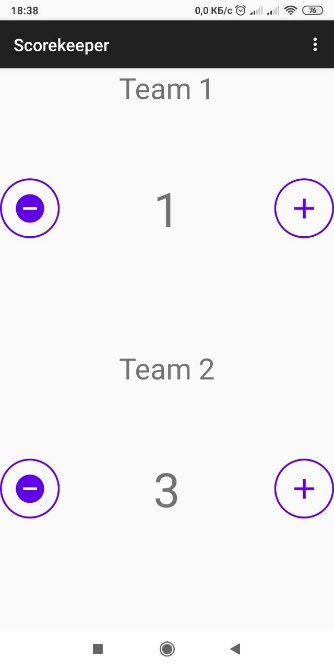 18:38 0,0 КБ/с 76
Scorekeeper
Team 1
1
Team 2
3